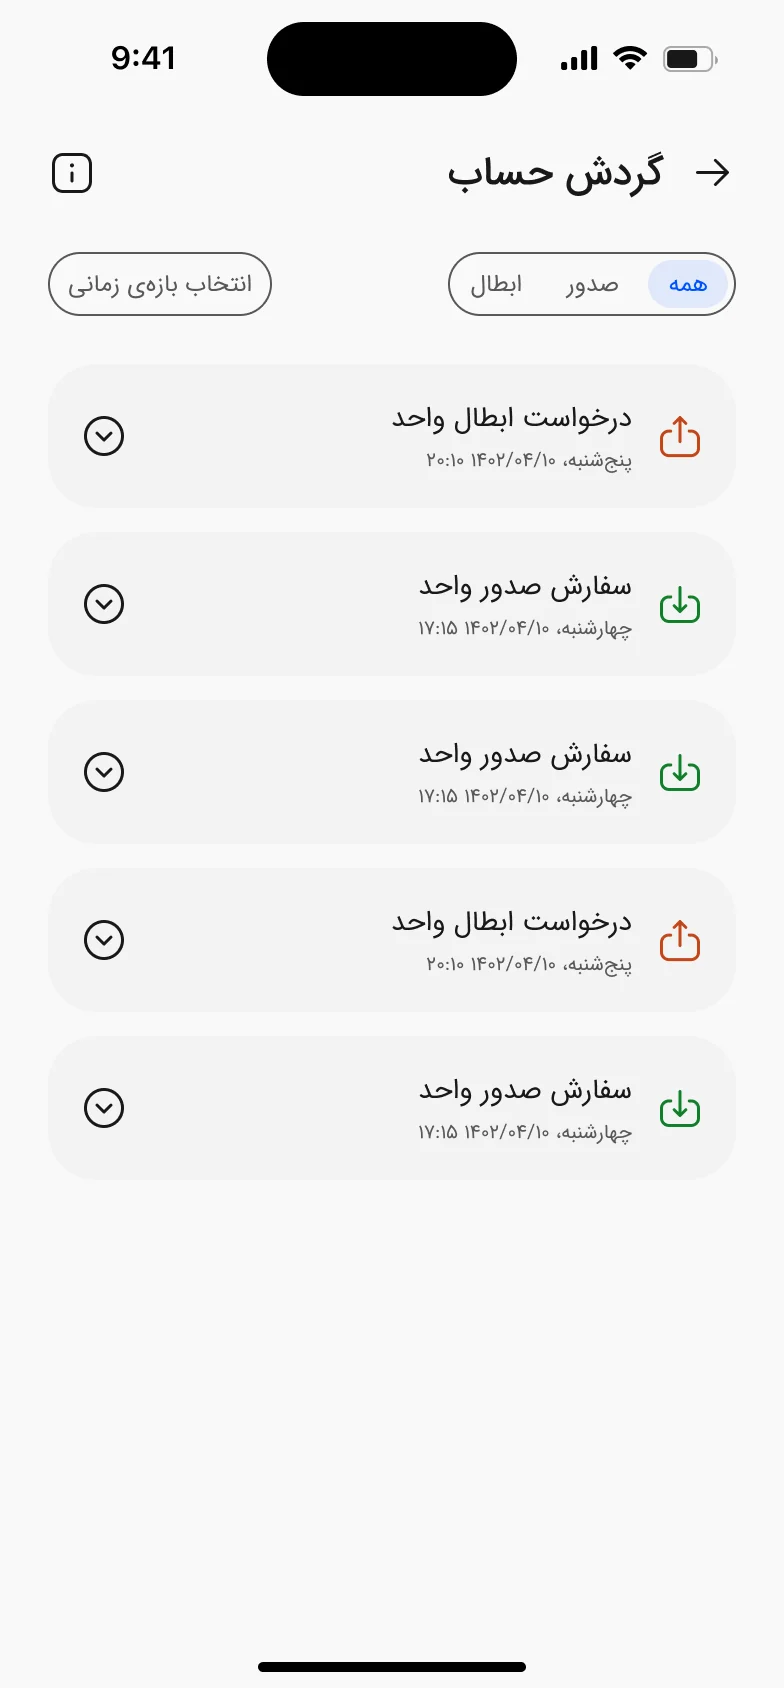 9:41
گردش حساب
همه صدور ابطال
انتخاب بازه‌ی زمانی
درخواست ابطال واحد
پنج‌شنبه، ۱۴۰۲/۰۴/۱۰ ۲۰:۱۰
سفارش صدور واحد
چهارشنبه، ۱۴۰۲/۰۴/۱۰ ۱۷:۱۵
سفارش صدور واحد
چهارشنبه، ۱۴۰۲/۰۴/۱۰ ۱۷:۱۵
درخواست ابطال واحد
پنج‌شنبه، ۱۴۰۲/۰۴/۱۰ ۲۰:۱۰
سفارش صدور واحد
چهارشنبه، ۱۴۰۲/۰۴/۱۰ ۱۷:۱۵